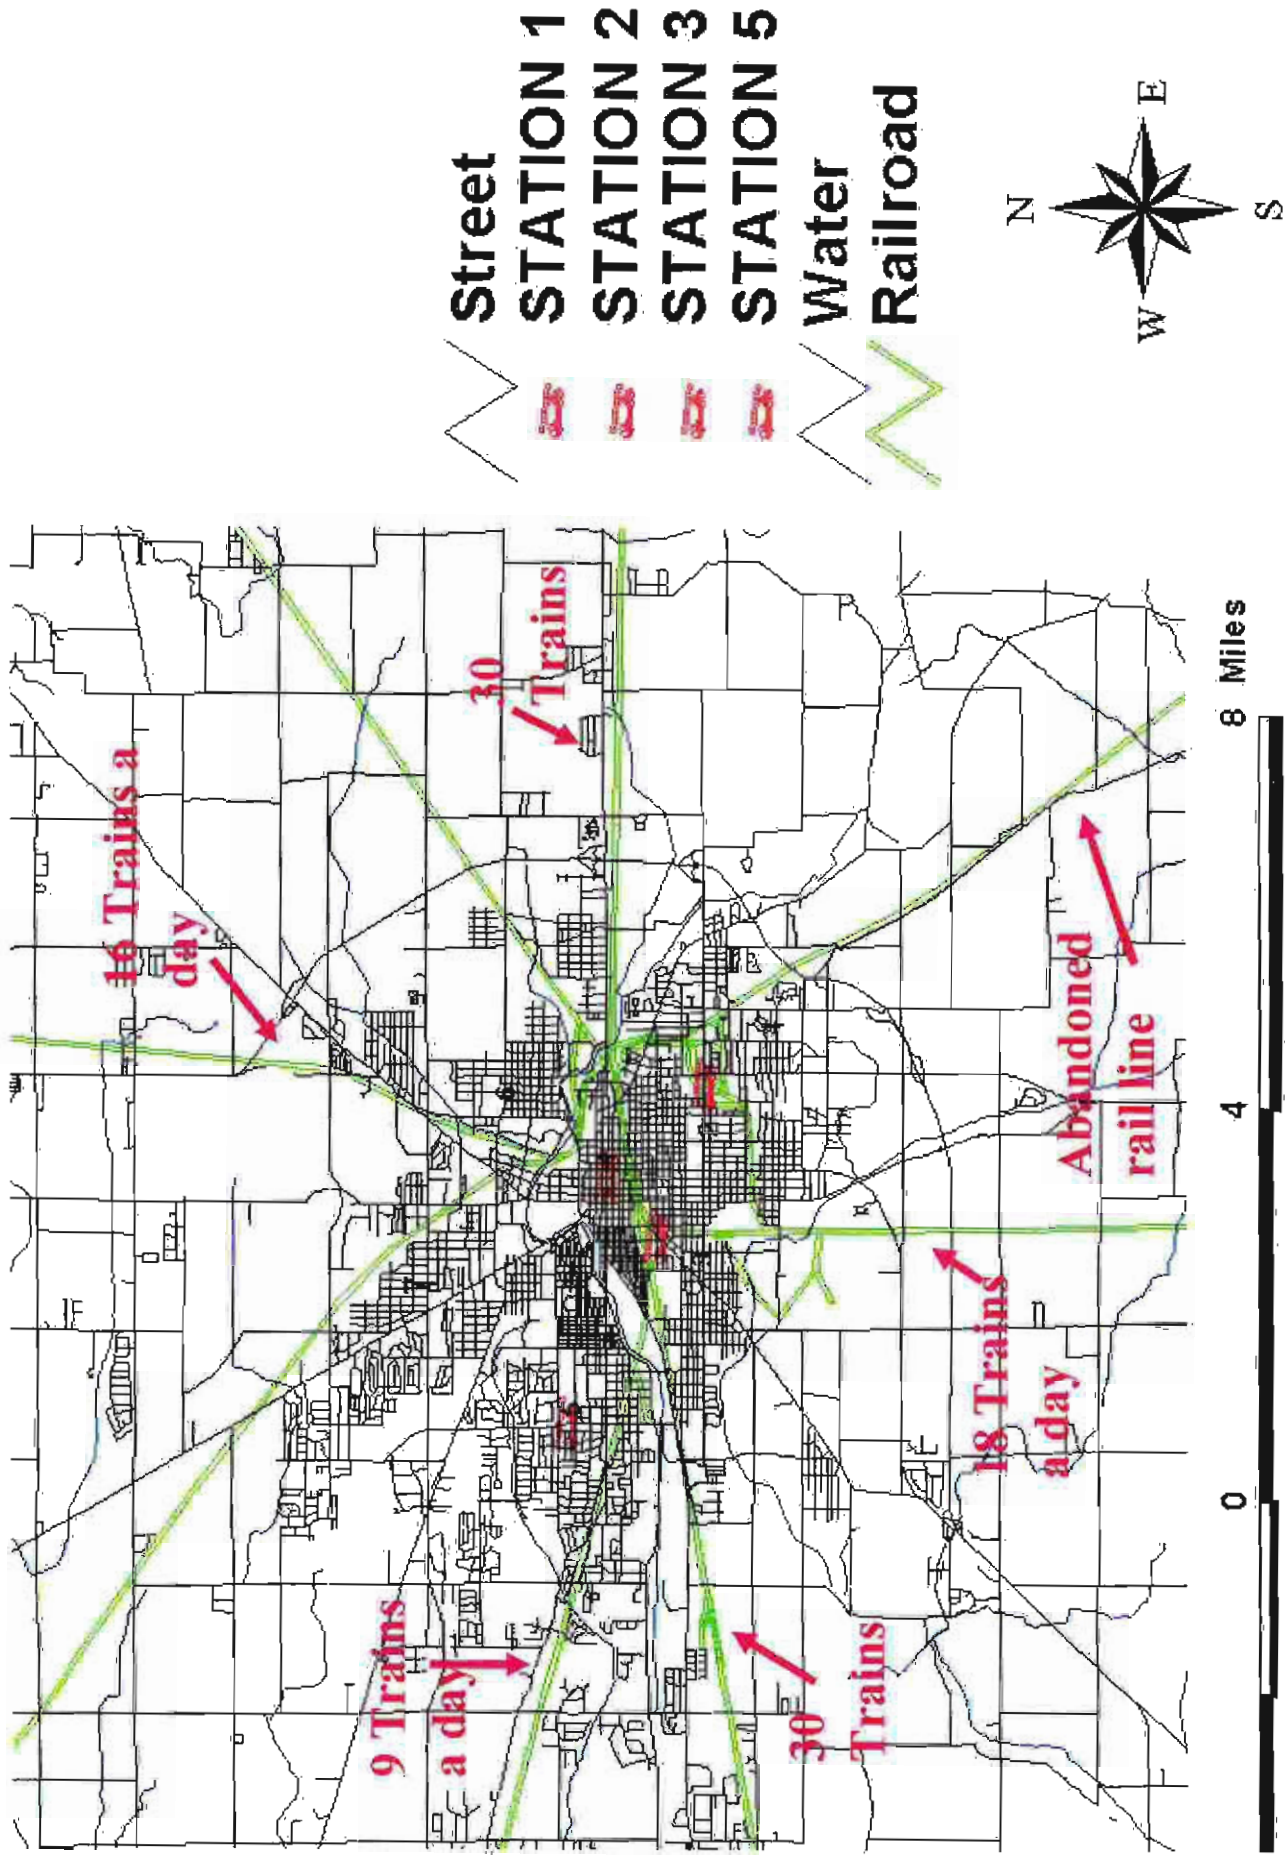 16 Trains a
day
30
Trains
9 Trains
a day
30
Trains
18 Trains
a day
Abandoned
rail line
Street
STATION 1
STATION 2
STATION 3
STATION 5
Water
Railroad
N
W
E
S
0
4
8 Miles